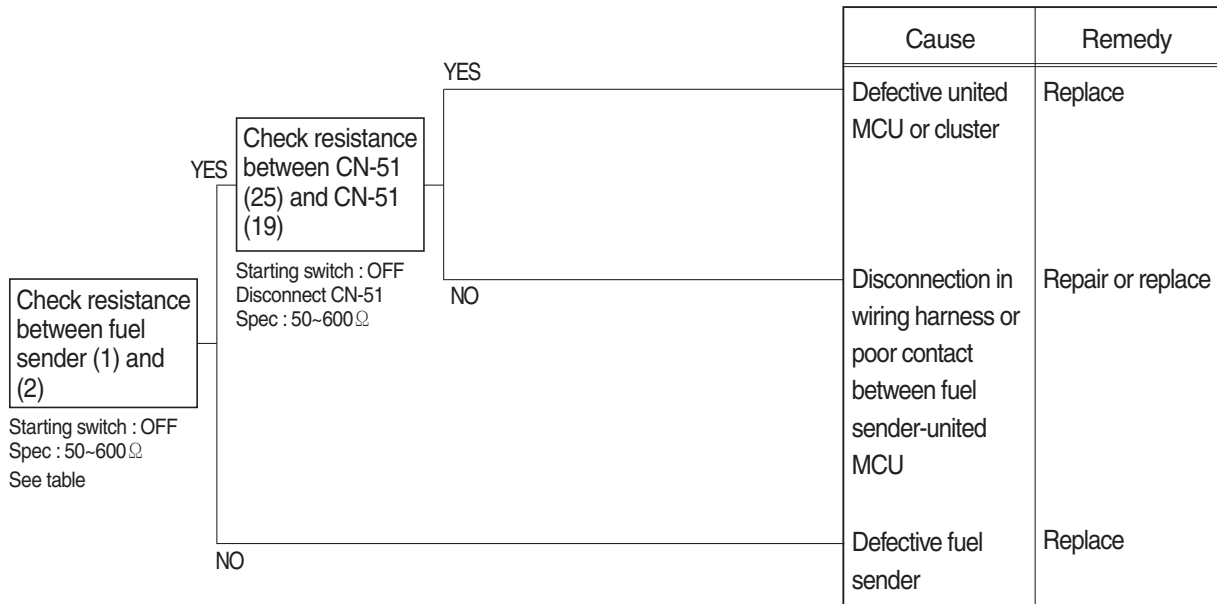 Check resistance
between fuel
sender (1) and
(2)
Starting switch : OFF
Spec : 50~600Ω
See table
YES
Check resistance
between CN-51
(25) and CN-51
(19)
Starting switch : OFF
Disconnect CN-51
Spec : 50~600Ω
YES
NO
NO
Cause
Remedy
Defective united
MCU or cluster
Replace
Disconnection in
wiring harness or
poor contact
between fuel
sender-united
MCU
Repair or replace
Defective fuel
sender
Replace